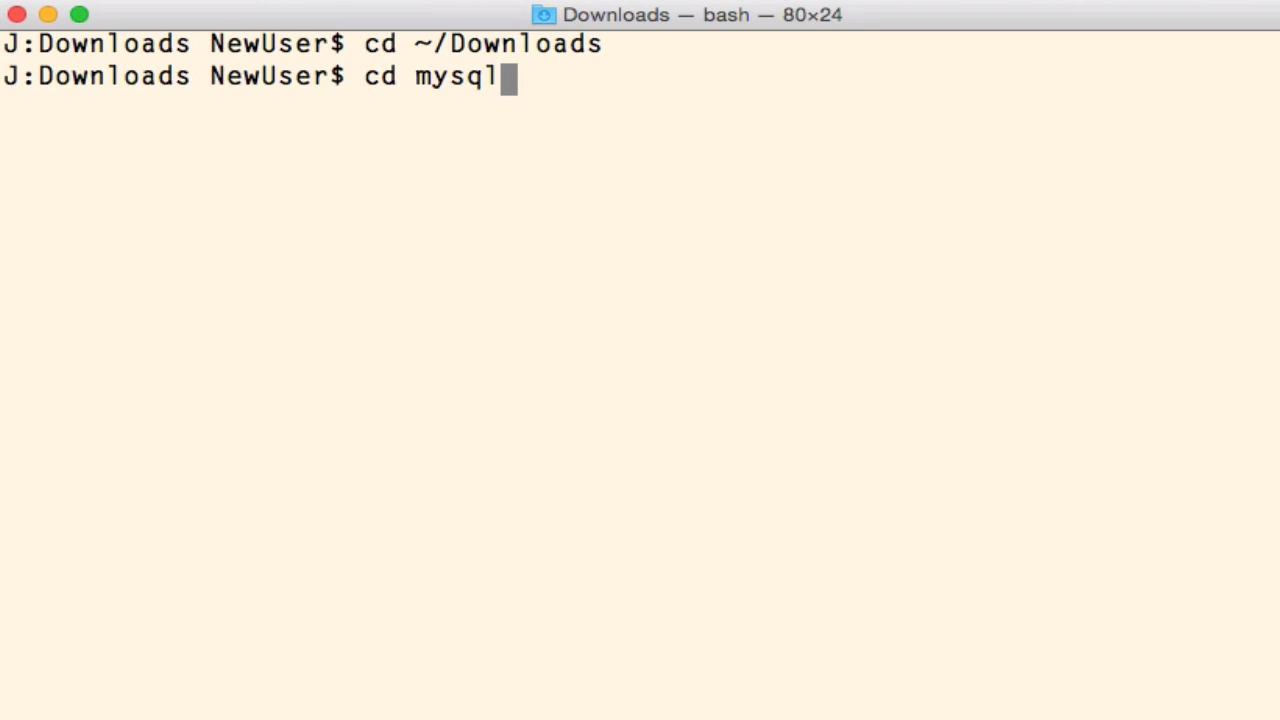 Downloads — bash — 80×24
J:Downloads NewUser$ cd ~/Downloads
J:Downloads NewUser$ cd mysql